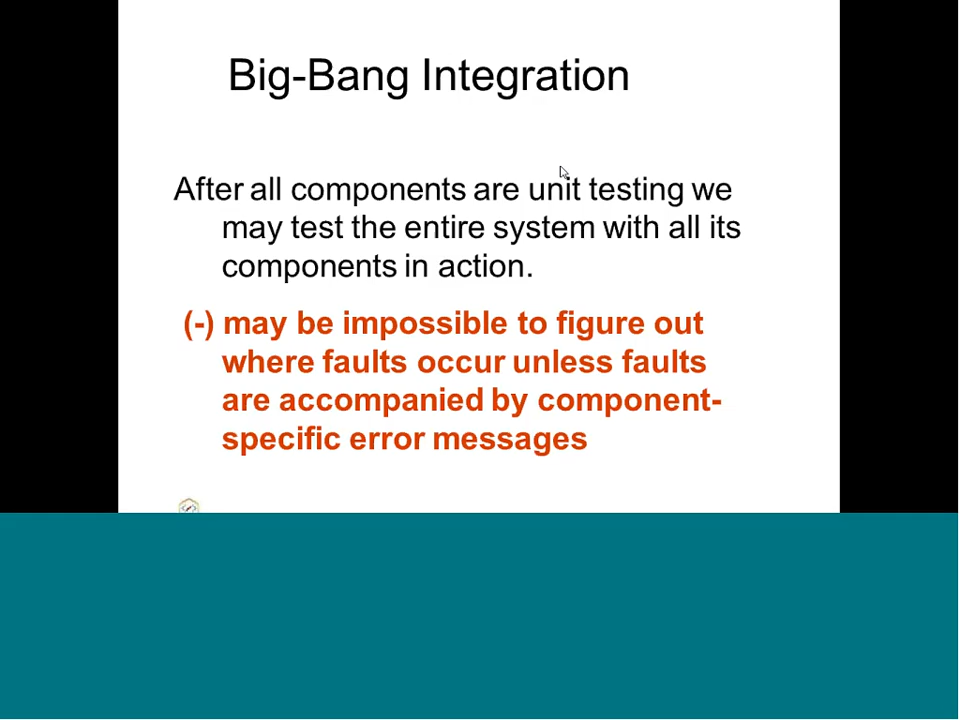 Big-Bang Integration
After all components are unit testing we
may test the entire system with all its
components in action.
(-) may be impossible to figure out
where faults occur unless faults
are accompanied by component-
specific error messages